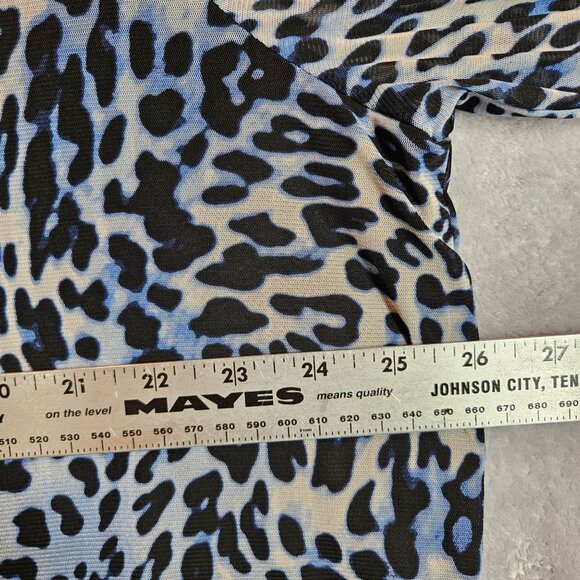 0 21 22 23 24 25 26 27
Y on the level MAYES means quality JOHNSON CITY, TEN
510 520 530 540 550 560 570 580 590 600 610 620 630 640 650 660 670 680 690